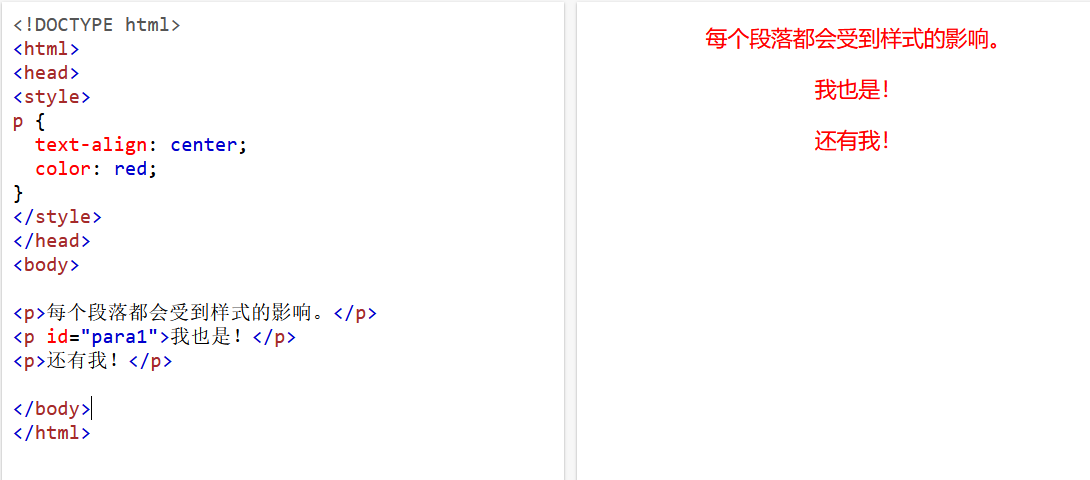 <!DOCTYPE html>
<html>
<head>
<style>
p {
  text-align: center;
  color: red;
}
</style>
</head>
<body>

<p>每个段落都会受到样式的影响。</p>
<p id="para1">我也是！</p>
<p>还有我！</p>

</body>
</html>
每个段落都会受到样式的影响。
我也是！
还有我！